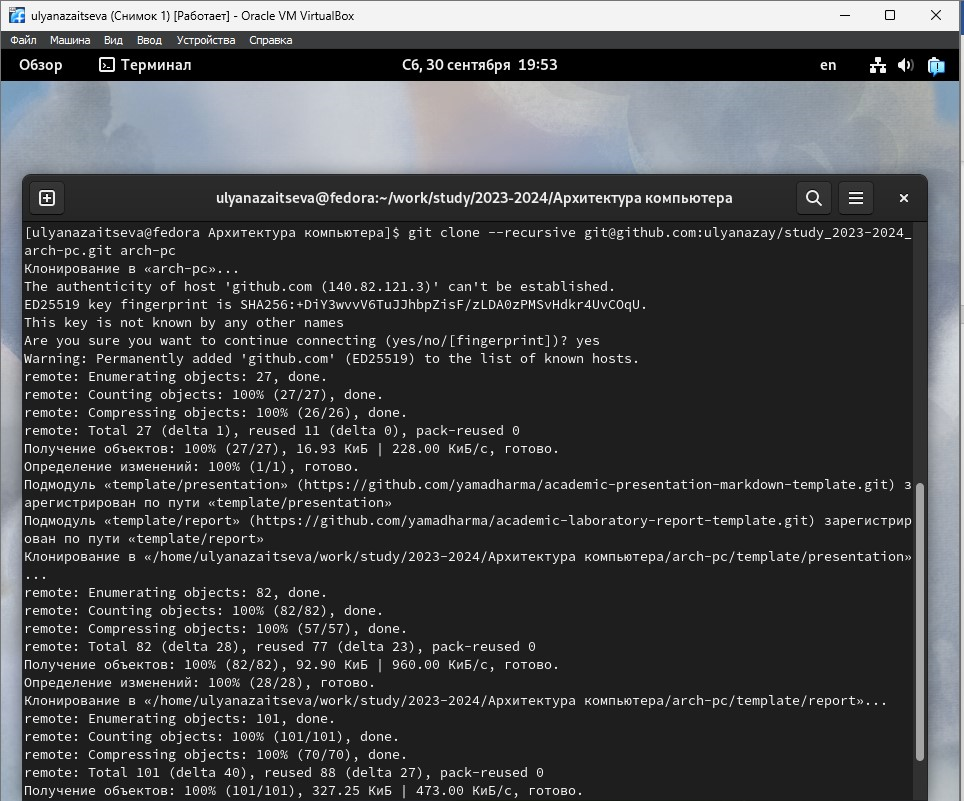 ulyanazaitseva (Снимок 1) [Работает] - Oracle VM VirtualBox
Файл Машина Вид Ввод Устройства Справка
Обзор Терминал Сб, 30 сентября 19:53 en
ulyanazaitseva@fedora:~/work/study/2023-2024/Архитектура компьютера
[ulyanazaitseva@fedora Архитектура компьютера]$ git clone --recursive git@github.com:ulyanazay/study_2023-2024_
arch-pc.git arch-pc
Клонирование в «arch-pc»...
The authenticity of host 'github.com (140.82.121.3)' can't be established.
ED25519 key fingerprint is SHA256:+DiY3wvvV6TuJJhbpZisF/zLDA0zPMSvHdkr4UvCOqU.
This key is not known by any other names
Are you sure you want to continue connecting (yes/no/[fingerprint])? yes
Warning: Permanently added 'github.com' (ED25519) to the list of known hosts.
remote: Enumerating objects: 27, done.
remote: Counting objects: 100% (27/27), done.
remote: Compressing objects: 100% (26/26), done.
remote: Total 27 (delta 1), reused 11 (delta 0), pack-reused 0
Получение объектов: 100% (27/27), 16.93 КиБ | 228.00 КиБ/с, готово.
Определение изменений: 100% (1/1), готово.
Подмодуль «template/presentation» (https://github.com/yamadharma/academic-presentation-markdown-template.git) з
арегистрирован по пути «template/presentation»
Подмодуль «template/report» (https://github.com/yamadharma/academic-laboratory-report-template.git) зарегистрир
ован по пути «template/report»
Клонирование в «/home/ulyanazaitseva/work/study/2023-2024/Архитектура компьютера/arch-pc/template/presentation»
...
remote: Enumerating objects: 82, done.
remote: Counting objects: 100% (82/82), done.
remote: Compressing objects: 100% (57/57), done.
remote: Total 82 (delta 28), reused 77 (delta 23), pack-reused 0
Получение объектов: 100% (82/82), 92.90 КиБ | 960.00 КиБ/с, готово.
Определение изменений: 100% (28/28), готово.
Клонирование в «/home/ulyanazaitseva/work/study/2023-2024/Архитектура компьютера/arch-pc/template/report»...
remote: Enumerating objects: 101, done.
remote: Counting objects: 100% (101/101), done.
remote: Compressing objects: 100% (70/70), done.
remote: Total 101 (delta 40), reused 88 (delta 27), pack-reused 0
Получение объектов: 100% (101/101), 327.25 КиБ | 473.00 КиБ/с, готово.